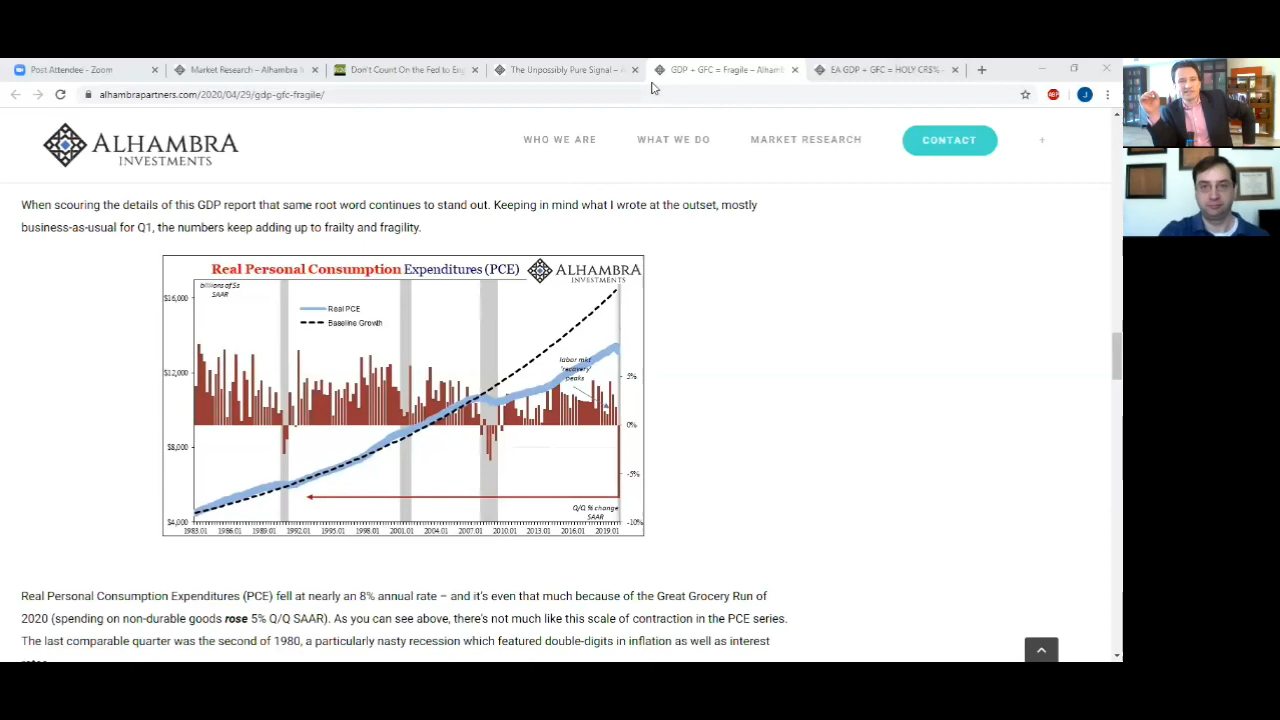 Post Attendee - Zoom
Market Research – Alhambra I
Don't Count On the Fed to Eng
The Unpossibly Pure Signal – A
GDP + GFC = Fragile – Alhamb
EA GDP + GFC = HOLY CR$% -
alhambrapartners.com/2020/04/29/gdp-gfc-fragile/
ABP
J
ALHAMBRA
INVESTMENTS
WHO WE ARE
WHAT WE DO
MARKET RESEARCH
CONTACT
+
When scouring the details of this GDP report that same root word continues to stand out. Keeping in mind what I wrote at the outset, mostly
business-as-usual for Q1, the numbers keep adding up to frailty and fragility.
Real Personal Consumption Expenditures (PCE)
ALHAMBRA
INVESTMENTS
billions of $s
SAAR
$16,000
$12,000
$8,000
$4,000
Real PCE
Baseline Growth
labor mkt
'recovery'
peaks
5%
0%
-5%
-10%
Q/Q % change
SAAR
1983.01 1986.01 1989.01 1992.01 1995.01 1998.01 2001.01 2004.01 2007.01 2010.01 2013.01 2016.01 2019.01
Real Personal Consumption Expenditures (PCE) fell at nearly an 8% annual rate – and it's even that much because of the Great Grocery Run of
2020 (spending on non-durable goods rose 5% Q/Q SAAR). As you can see above, there's not much like this scale of contraction in the PCE series.
The last comparable quarter was the second of 1980, a particularly nasty recession which featured double-digits in inflation as well as interest